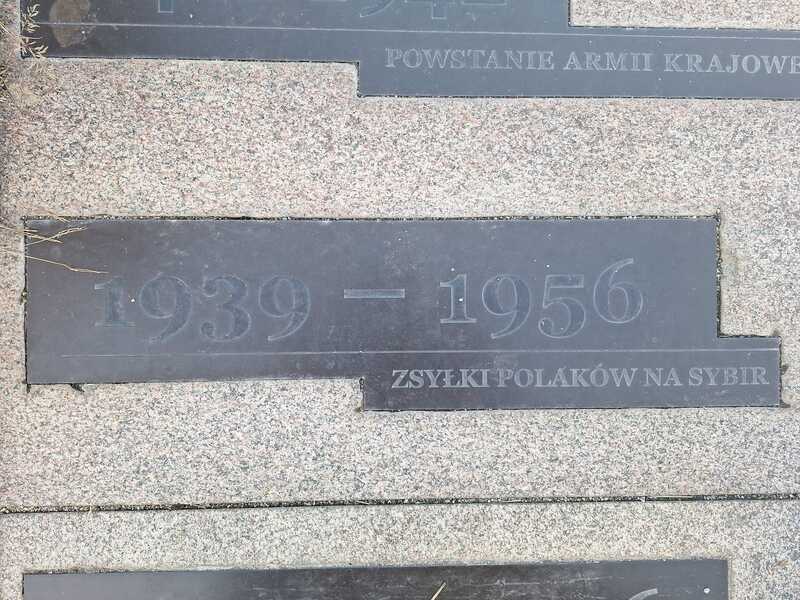 POWSTANIE ARMII KRAJOWE
1939 – 1956
ZSYŁKI POLAKÓW NA SYBIR